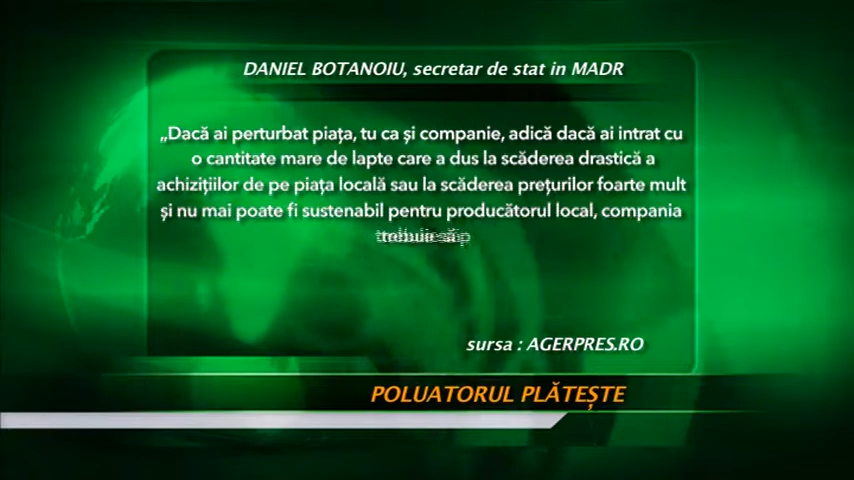 DANIEL BOTANOIU, secretar de stat in MADR
„Dacă ai perturbat piața, tu ca și companie, adică dacă ai intrat cu
o cantitate mare de lapte care a dus la scăderea drastică a
achizițiilor de pe piața locală sau la scăderea prețurilor foarte mult
și nu mai poate fi sustenabil pentru producătorul local, compania
trebuie să
sursa : AGERPRES.RO
POLUATORUL PLĂTEȘTE